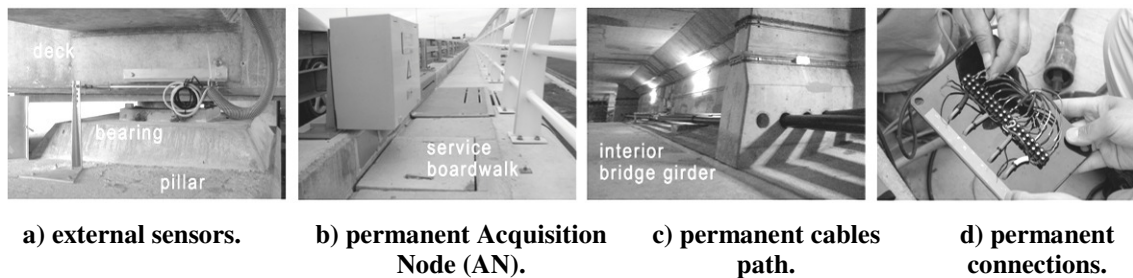 deck
bearing
pillar
service
boardwalk
interior
bridge girder
a) external sensors.
b) permanent Acquisition
Node (AN).
c) permanent cables
path.
d) permanent
connections.